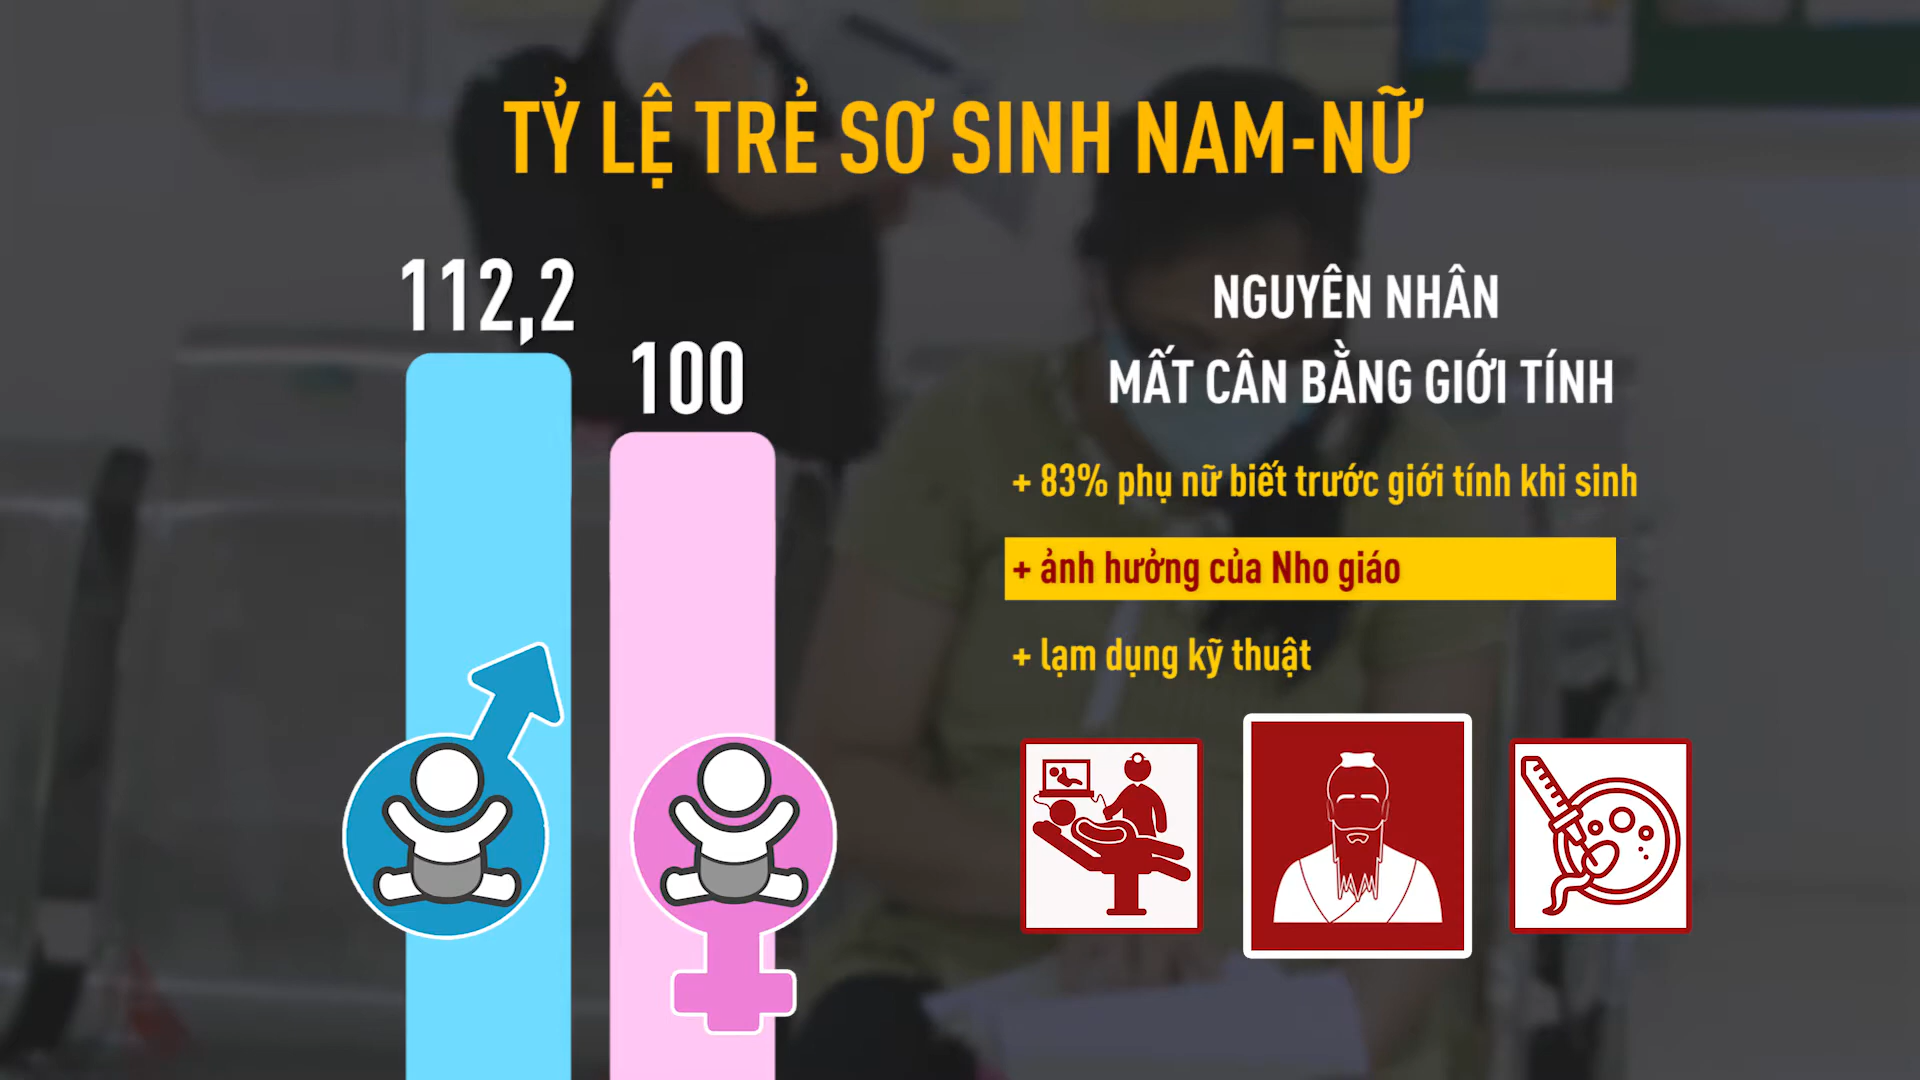 TỶ LỆ TRẺ SƠ SINH NAM-NỮ
112,2
100
NGUYÊN NHÂN
MẤT CÂN BẰNG GIỚI TÍNH
+ 83% phụ nữ biết trước giới tính khi sinh
+ ảnh hưởng của Nho giáo
+ lạm dụng kỹ thuật